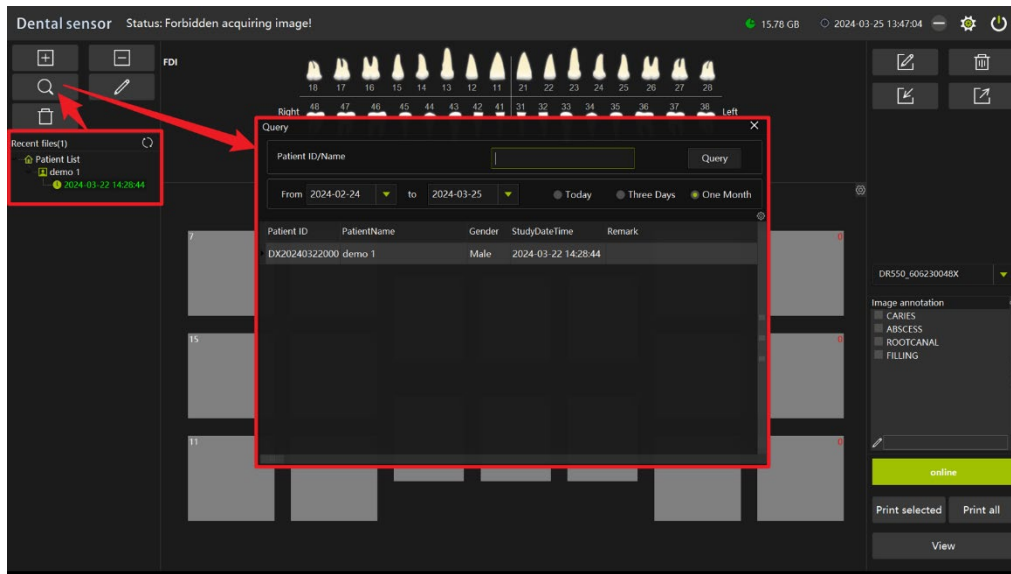 Dental sensor Status: Forbidden acquiring image! 15.78 GB 2024-03-25 13:47:04
FDI
18 17 16 15 14 13 12 11 21 22 23 24 25 26 27 28
Right 48 47 46 45 44 43 42 41 31 32 33 34 35 36 37 38 Left
Recent files(1)
Patient List
demo 1
2024-03-22 14:28:44
Query
Patient ID/Name Query
From 2024-02-24 to 2024-03-25 Today Three Days One Month
Patient ID PatientName Gender StudyDateTime Remark
DX20240322000 demo 1 Male 2024-03-22 14:28:44
7 0
15 0
11 0
DR550_606230048X
Image annotation
CARIES
ABSCESS
ROOTCANAL
FILLING
online
Print selected Print all
View